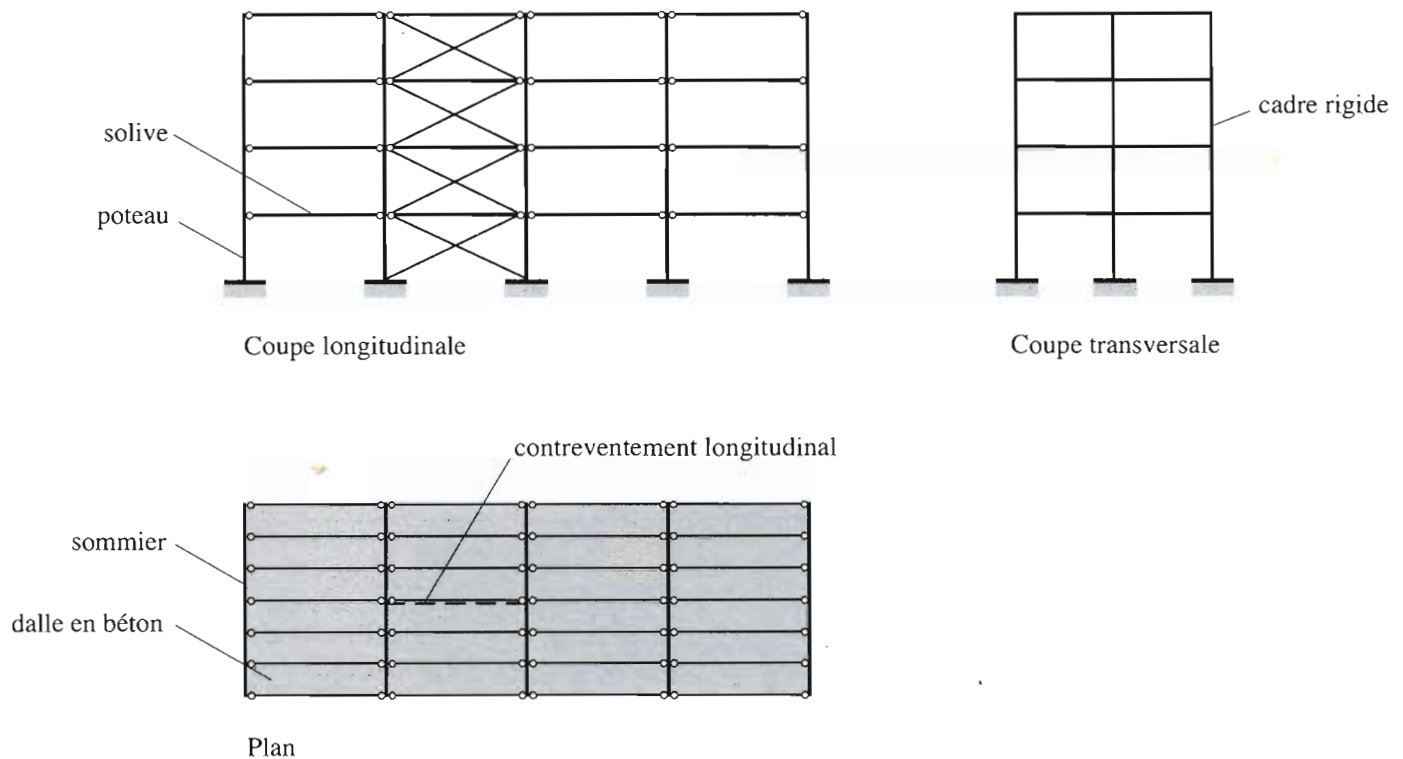 solive
poteau
cadre rigide
Coupe longitudinale
Coupe transversale
contreventement longitudinal
sommier
dalle en béton
Plan